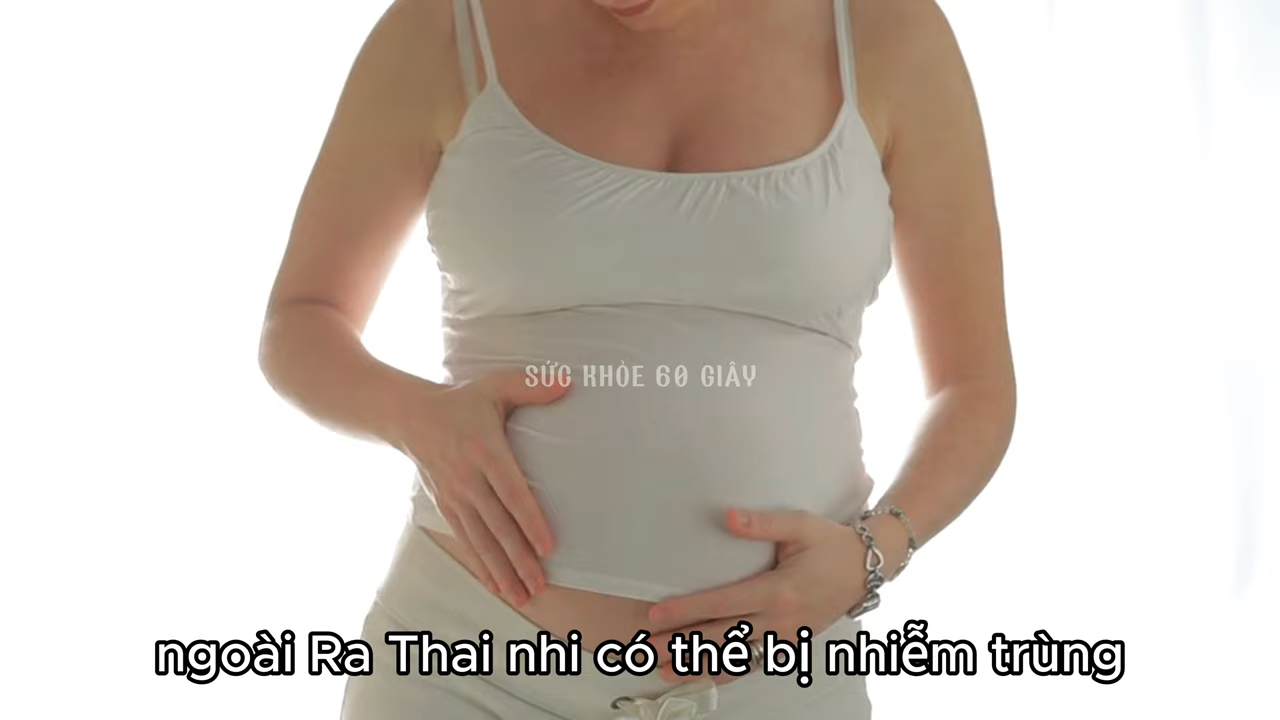 SỨC KHỎE 60 GIÂY
ngoài Ra Thai nhi có thể bị nhiễm trùng